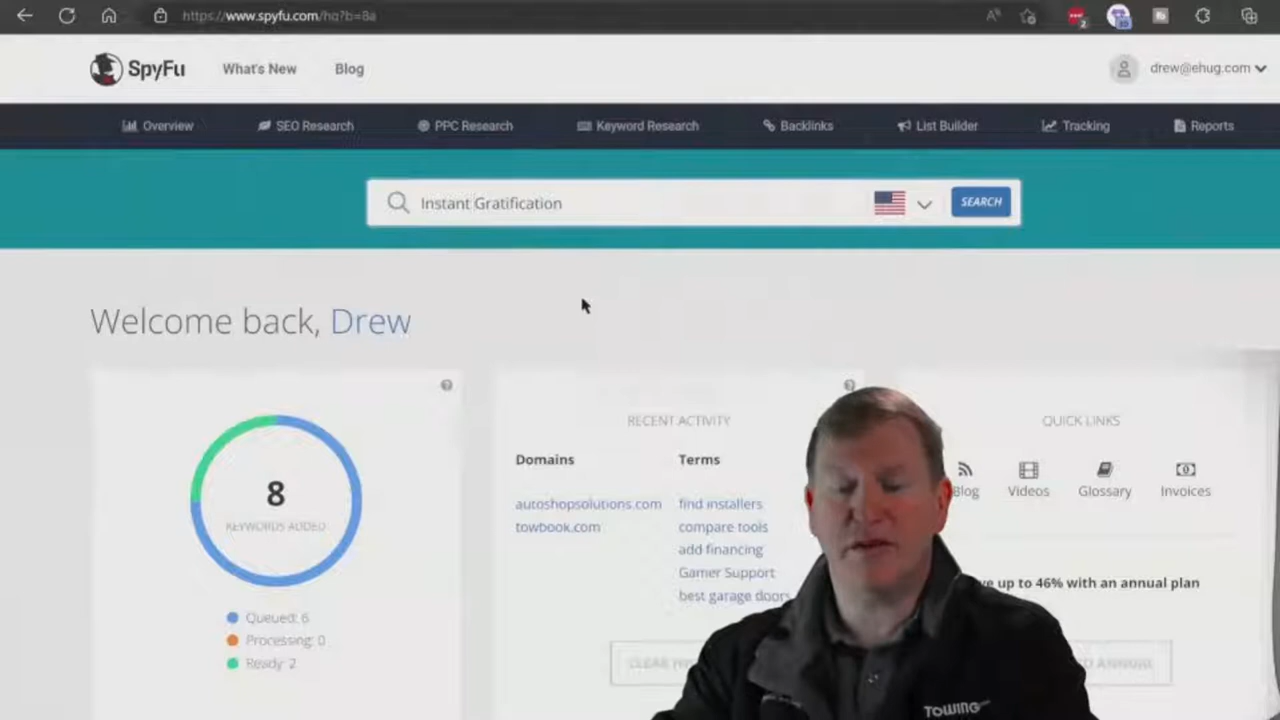 https://www.spyfu.com/hq?b=8a
SpyFu
What's New
Blog
drew@ehug.com
Overview
SEO Research
PPC Research
Keyword Research
Backlinks
List Builder
Tracking
Reports
Instant Gratification
SEARCH
Welcome back, Drew
8
KEYWORDS ADDED
Queued: 6
Processing: 0
Ready: 2
RECENT ACTIVITY
Domains
Terms
autoshopsolutions.com
find installers
towbook.com
compare tools
add financing
Gamer Support
best garage doors
CLEAR
QUICK LINKS
Blog
Videos
Glossary
Invoices
up to 46% with an annual plan
ANNUAL
TOWING